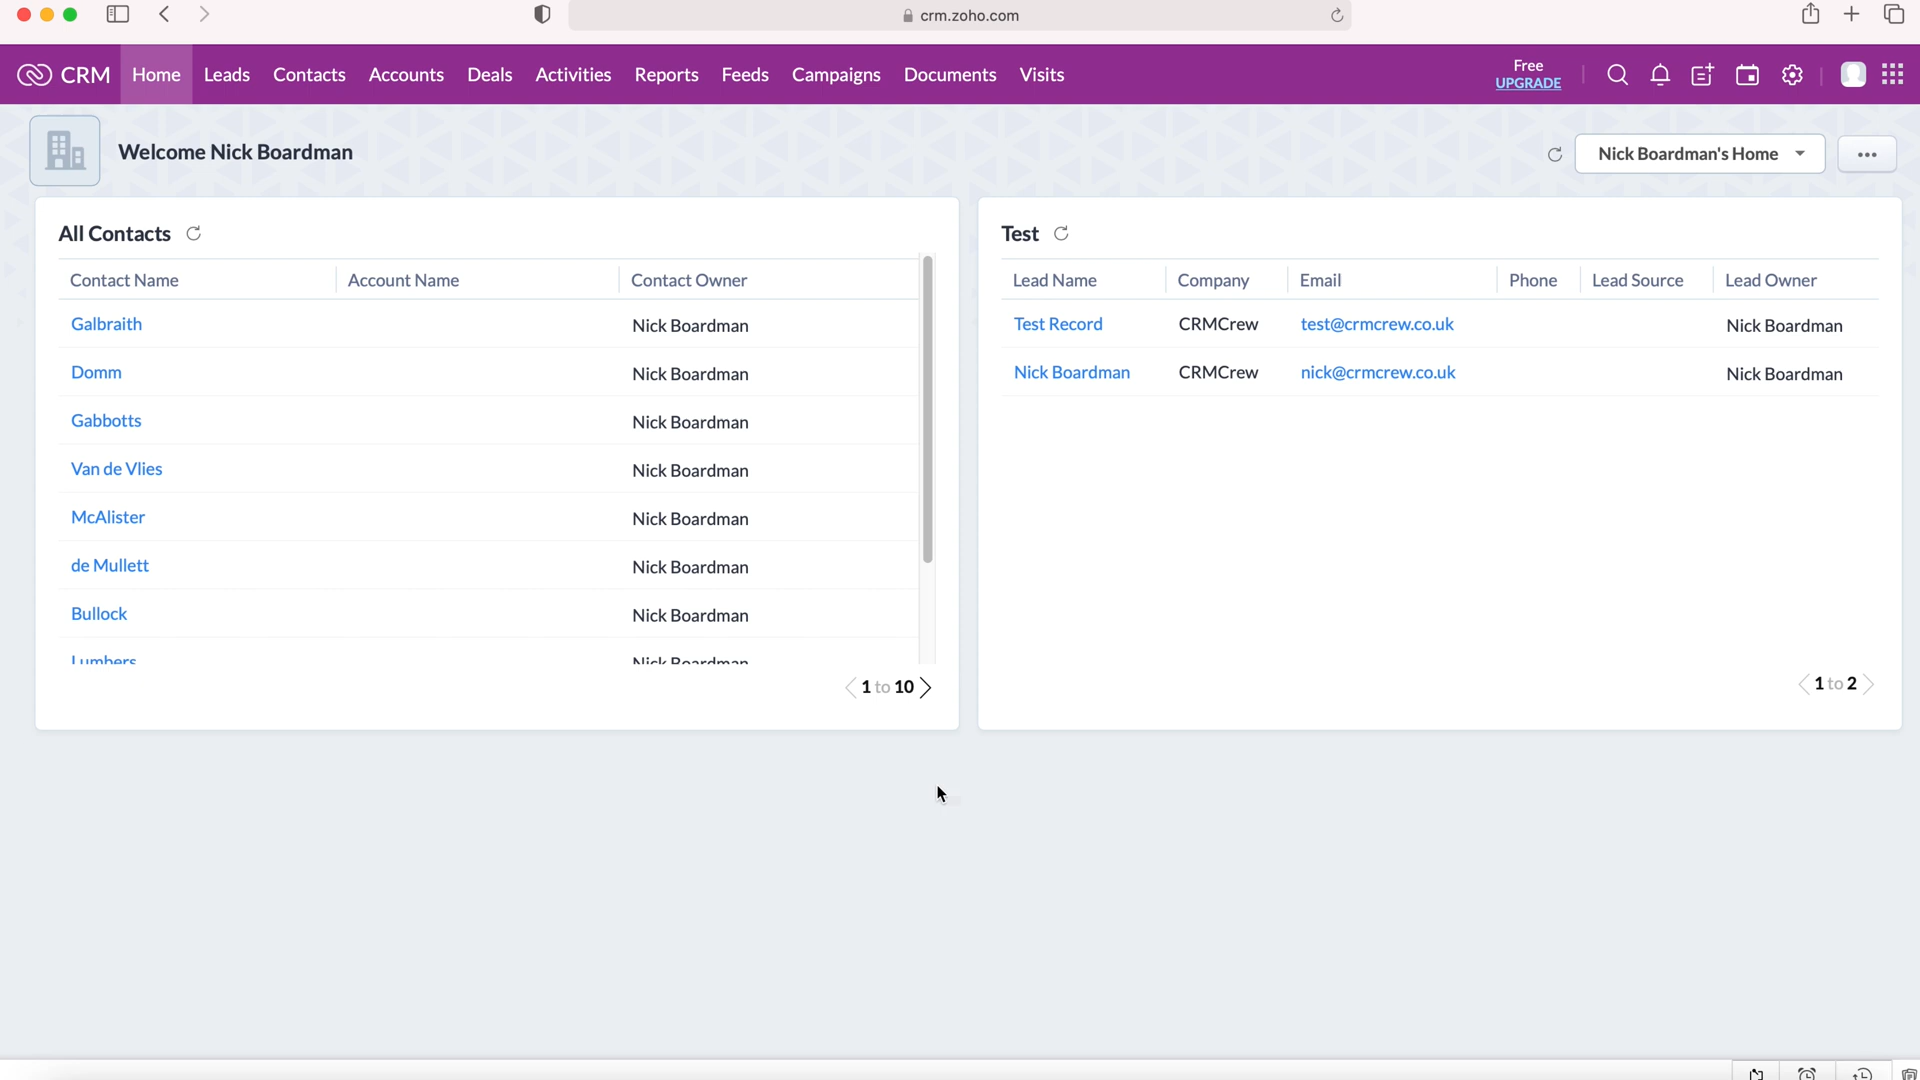 crm.zoho.com
CRM Home Leads Contacts Accounts Deals Activities Reports Feeds Campaigns Documents Visits
Free
UPGRADE
Welcome Nick Boardman
Nick Boardman's Home
All Contacts
Contact Name Account Name Contact Owner
Galbraith Nick Boardman
Domm Nick Boardman
Gabbotts Nick Boardman
Van de Vlies Nick Boardman
McAlister Nick Boardman
de Mullett Nick Boardman
Bullock Nick Boardman
Lumbers Nick Boardman
1 to 10
Test
Lead Name Company Email Phone Lead Source Lead Owner
Test Record CRMCrew test@crmcrew.co.uk Nick Boardman
Nick Boardman CRMCrew nick@crmcrew.co.uk Nick Boardman
1 to 2